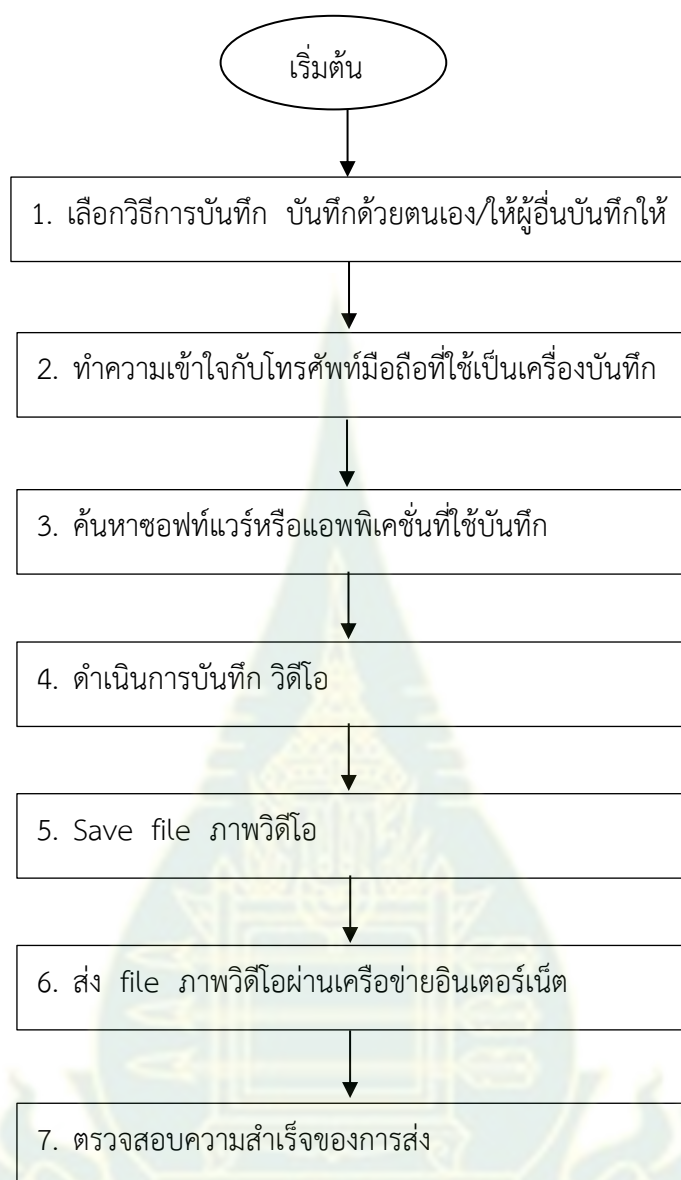 เริ่มต้น
1. เลือกวิธีการบันทึก บันทึกด้วยตนเอง/ให้ผู้อื่นบันทึกให้
2. ทำความเข้าใจกับโทรศัพท์มือถือที่ใช้เป็นเครื่องบันทึก
3. ค้นหาซอฟท์แวร์หรือแอพพิเคชั่นที่ใช้บันทึก
4. ดำเนินการบันทึก วิดีโอ
5. Save file ภาพวิดีโอ
6. ส่ง file ภาพวิดีโอผ่านเครือข่ายอินเตอร์เน็ต
7. ตรวจสอบความสำเร็จของการส่ง